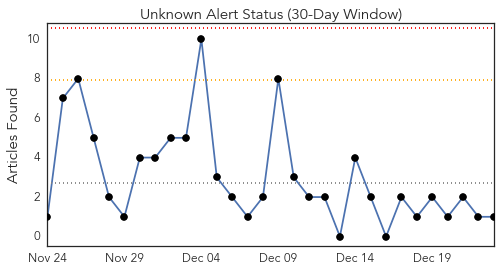 Unknown Alert Status (30-Day Window)
Articles Found
10
8
6
4
2
0
Nov 24 Nov 29 Dec 04 Dec 09 Dec 14 Dec 19